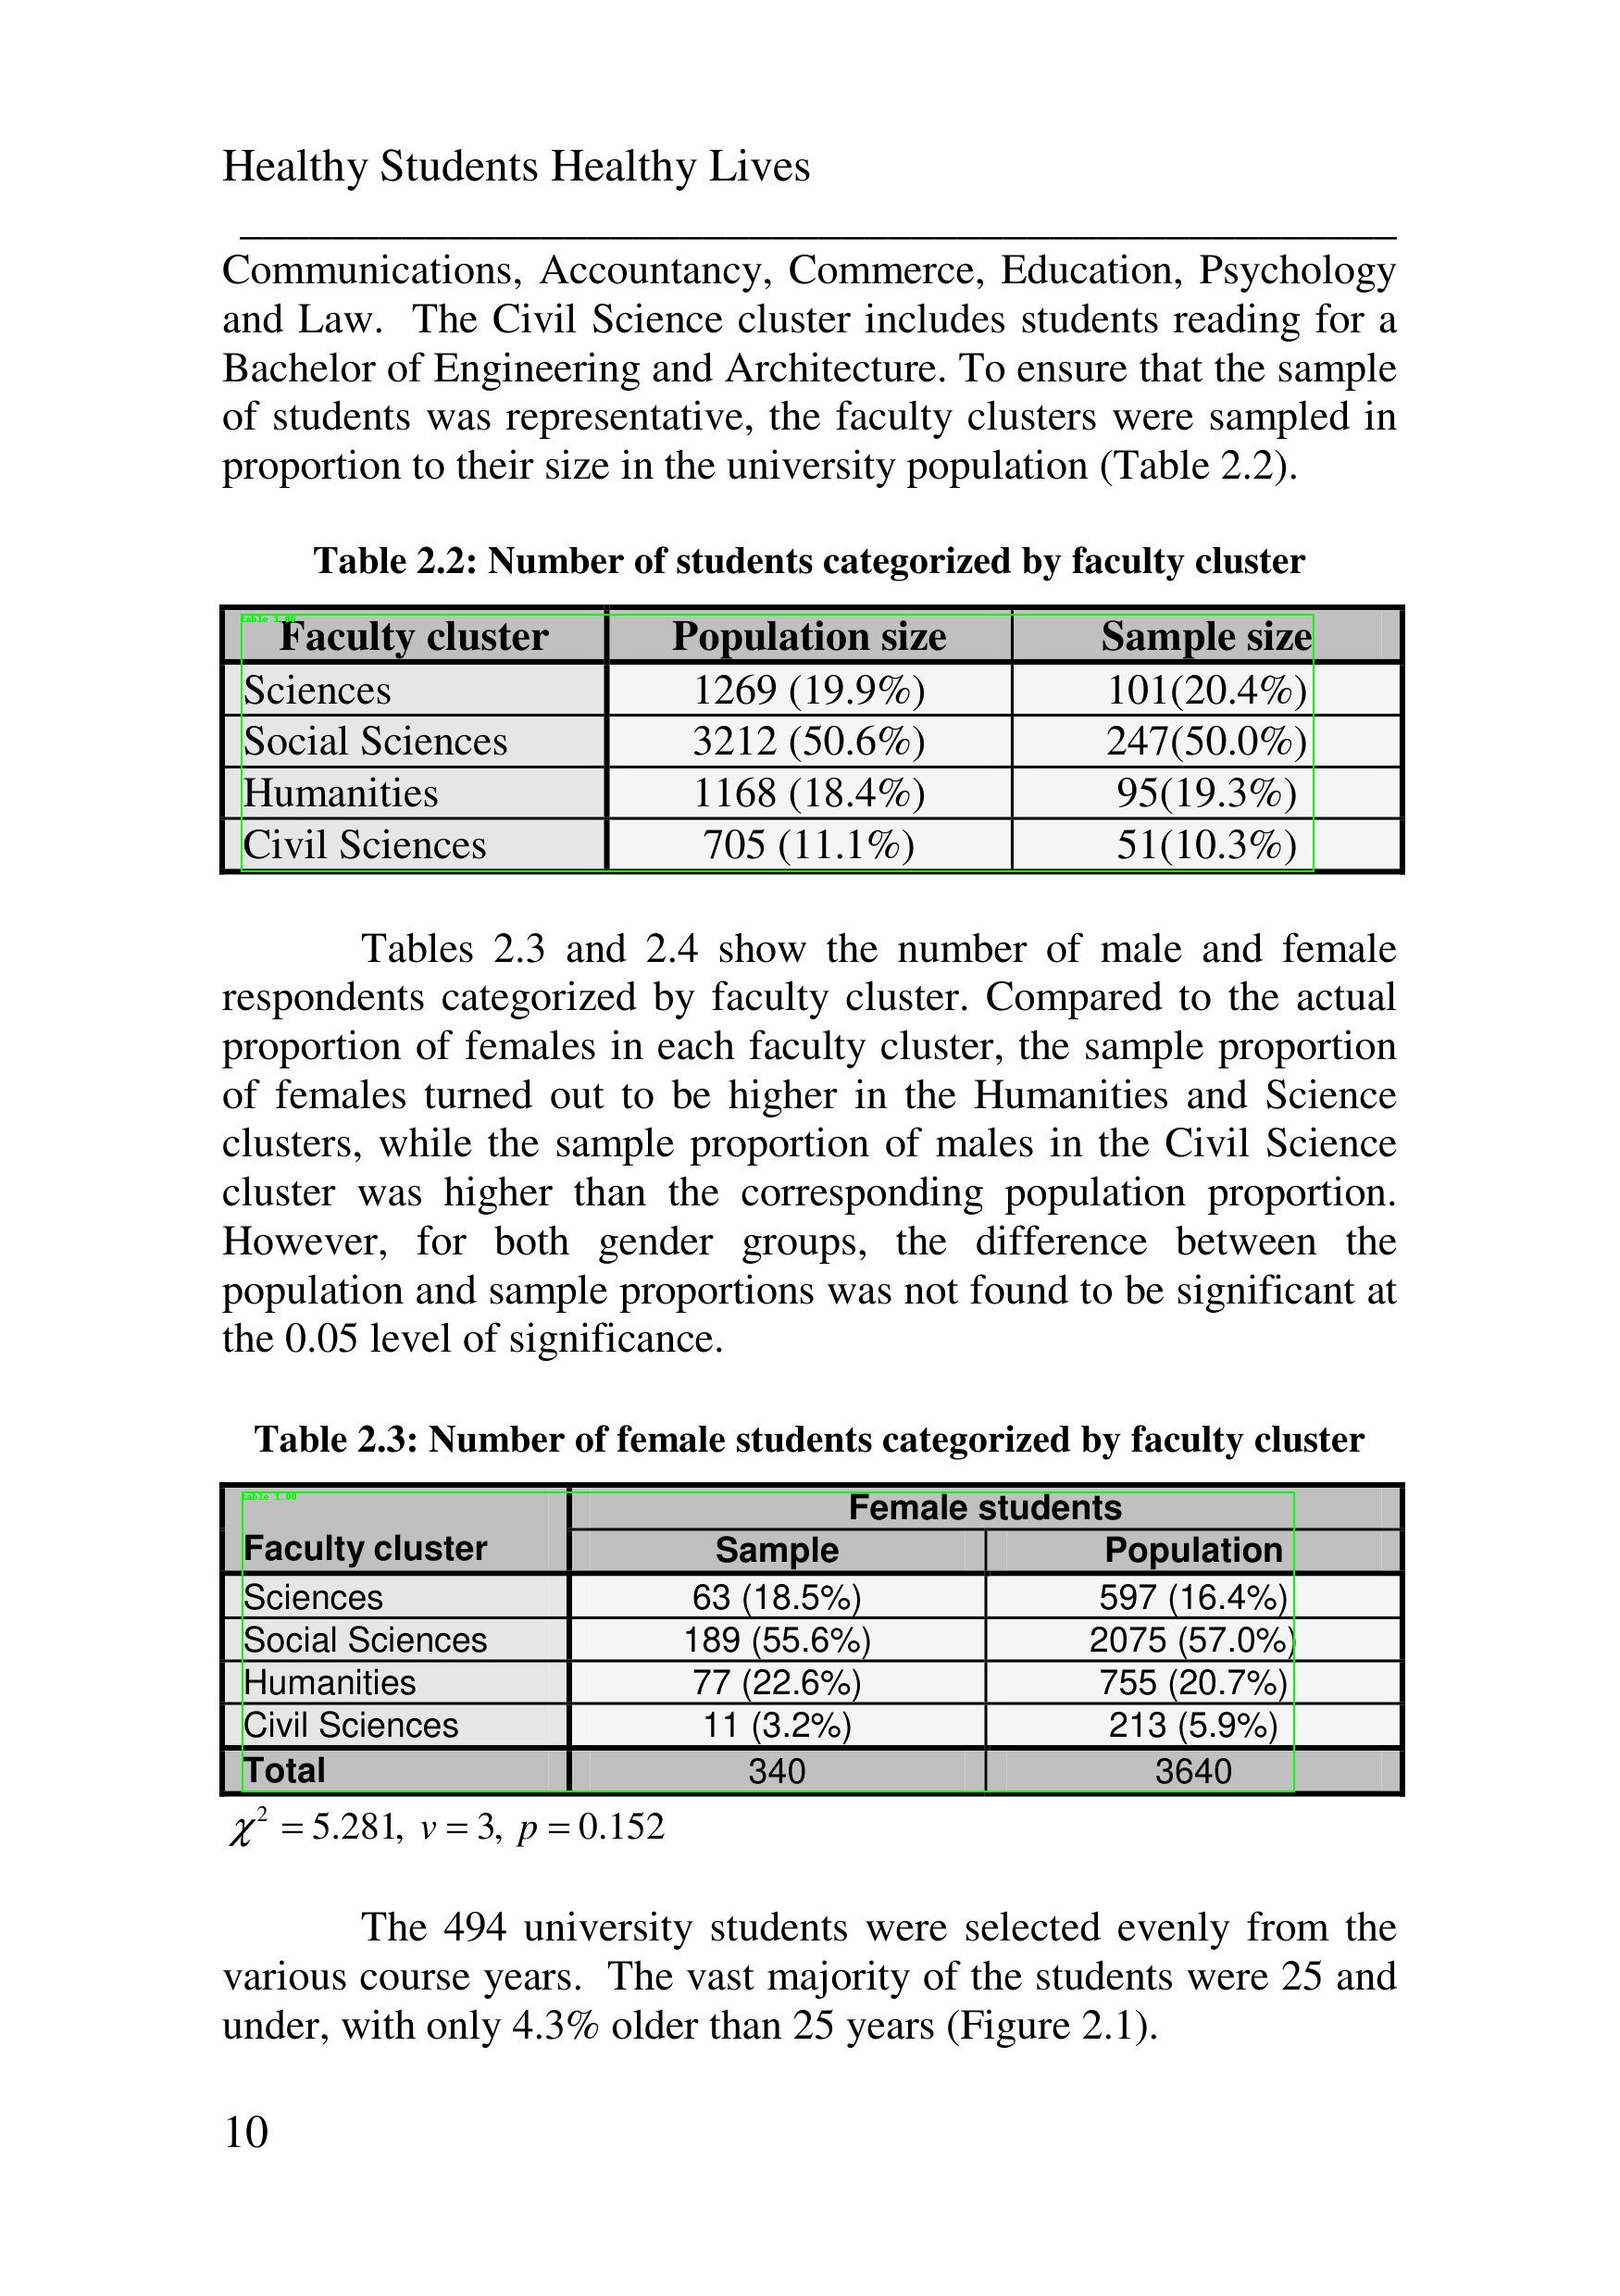 Healthy Students Healthy Lives
Communications, Accountancy, Commerce, Education, Psychology
and Law.  The Civil Science cluster includes students reading for a
Bachelor of Engineering and Architecture. To ensure that the sample
of students was representative, the faculty clusters were sampled in
proportion to their size in the university population (Table 2.2).
Table 2.2: Number of students categorized by faculty cluster
table 1.00
Faculty cluster Population size Sample size
Sciences 1269 (19.9%) 101(20.4%)
Social Sciences 3212 (50.6%) 247(50.0%)
Humanities 1168 (18.4%) 95(19.3%)
Civil Sciences 705 (11.1%) 51(10.3%)
Tables 2.3 and 2.4 show the number of male and female
respondents categorized by faculty cluster. Compared to the actual
proportion of females in each faculty cluster, the sample proportion
of females turned out to be higher in the Humanities and Science
clusters, while the sample proportion of males in the Civil Science
cluster was higher than the corresponding population proportion.
However, for both gender groups, the difference between the
population and sample proportions was not found to be significant at
the 0.05 level of significance.
Table 2.3: Number of female students categorized by faculty cluster
table 1.00
Female students
Faculty cluster Sample Population
Sciences 63 (18.5%) 597 (16.4%)
Social Sciences 189 (55.6%) 2075 (57.0%)
Humanities 77 (22.6%) 755 (20.7%)
Civil Sciences 11 (3.2%) 213 (5.9%)
Total 340 3640
χ² = 5.281, v = 3, p = 0.152
The 494 university students were selected evenly from the
various course years.  The vast majority of the students were 25 and
under, with only 4.3% older than 25 years (Figure 2.1).
10